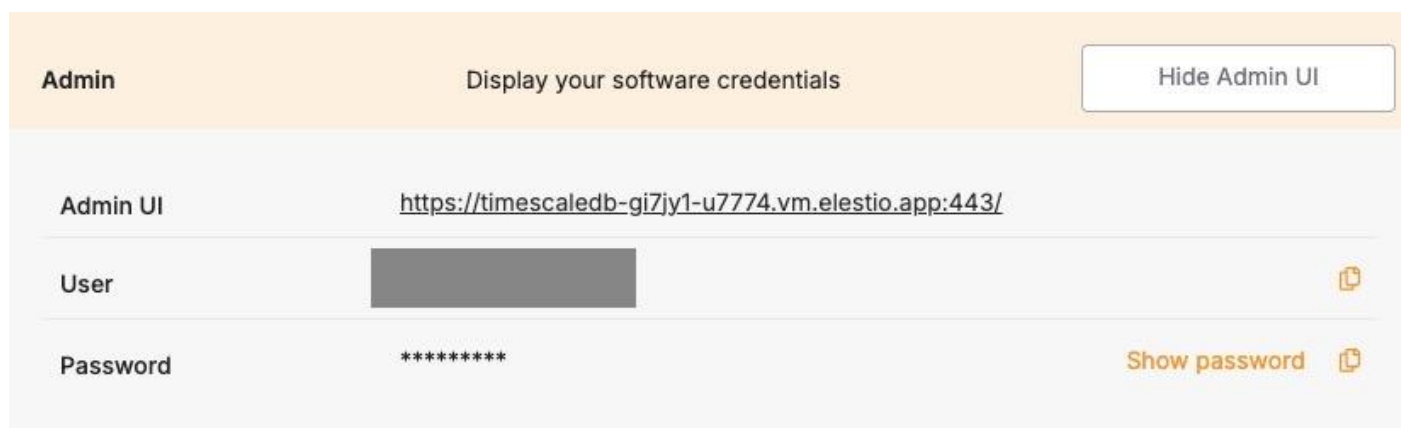 Admin Display your software credentials Hide Admin UI
Admin UI https://timescaledb-gi7jy1-u7774.vm.elestio.app:443/
User
Password ********* Show password